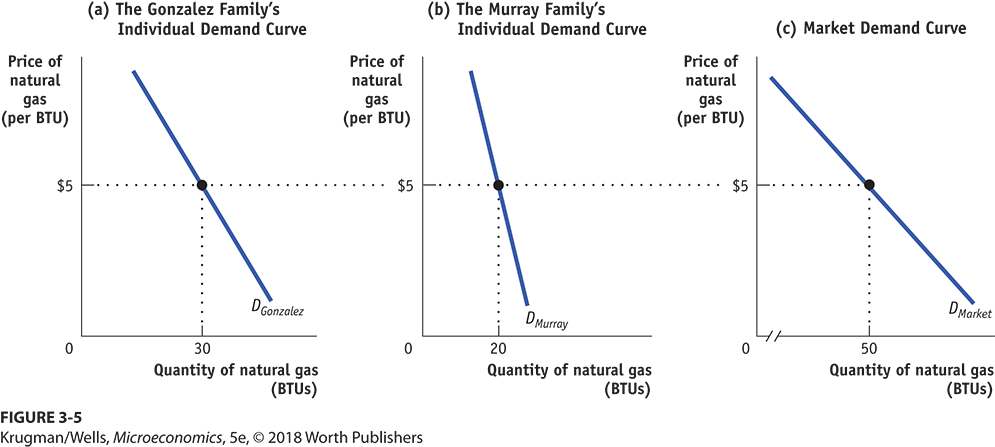 (a) The Gonzalez Family's
Individual Demand Curve
Price of
natural
gas
(per BTU)
$5
D Gonzalez
0
30
Quantity of natural gas
(BTUs)
(b) The Murray Family's
Individual Demand Curve
Price of
natural
gas
(per BTU)
$5
D Murray
0
20
Quantity of natural gas
(BTUs)
(c) Market Demand Curve
Price of
natural
gas
(per BTU)
$5
D Market
0
50
Quantity of natural gas
(BTUs)
FIGURE 3-5
Krugman/Wells, Microeconomics, 5e, © 2018 Worth Publishers